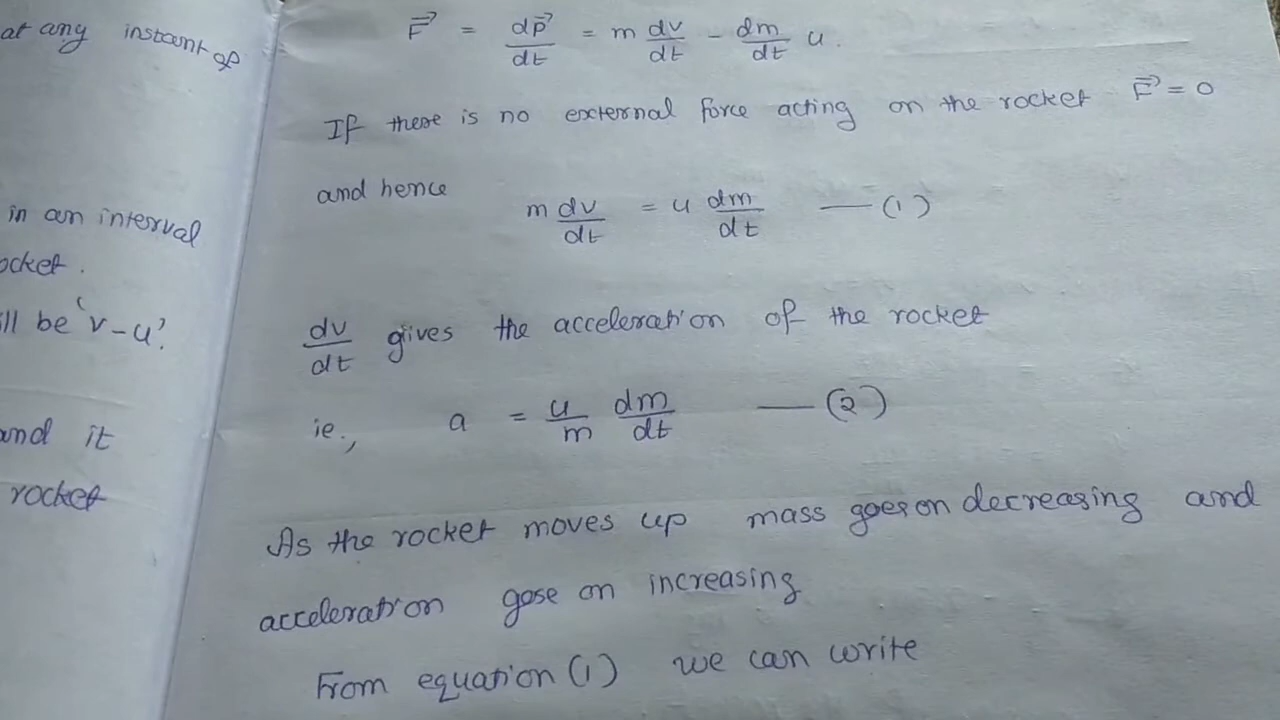 at any instant of
in an interval
ocket.
ill be 'v-u'.
and it
rocket
F⃗ = dp⃗/dt = m dv/dt - dm/dt u.
If there is no external force acting on the rocket F⃗ = 0
and hence
m dv/dt = u dm/dt — (1)
dv/dt gives the acceleration of the rocket
ie., a = u/m dm/dt — (2)
As the rocket moves up mass goes on decreasing and
acceleration gose on increasing
From equation (1) we can write